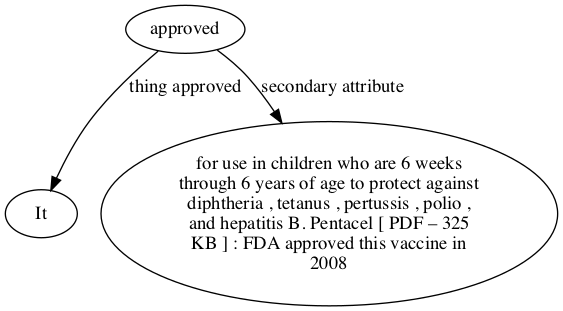 approved
thing approved
secondary attribute
It
for use in children who are 6 weeks
through 6 years of age to protect against
diphtheria , tetanus , pertussis , polio ,
and hepatitis B. Pentacel [ PDF – 325
KB ] : FDA approved this vaccine in
2008